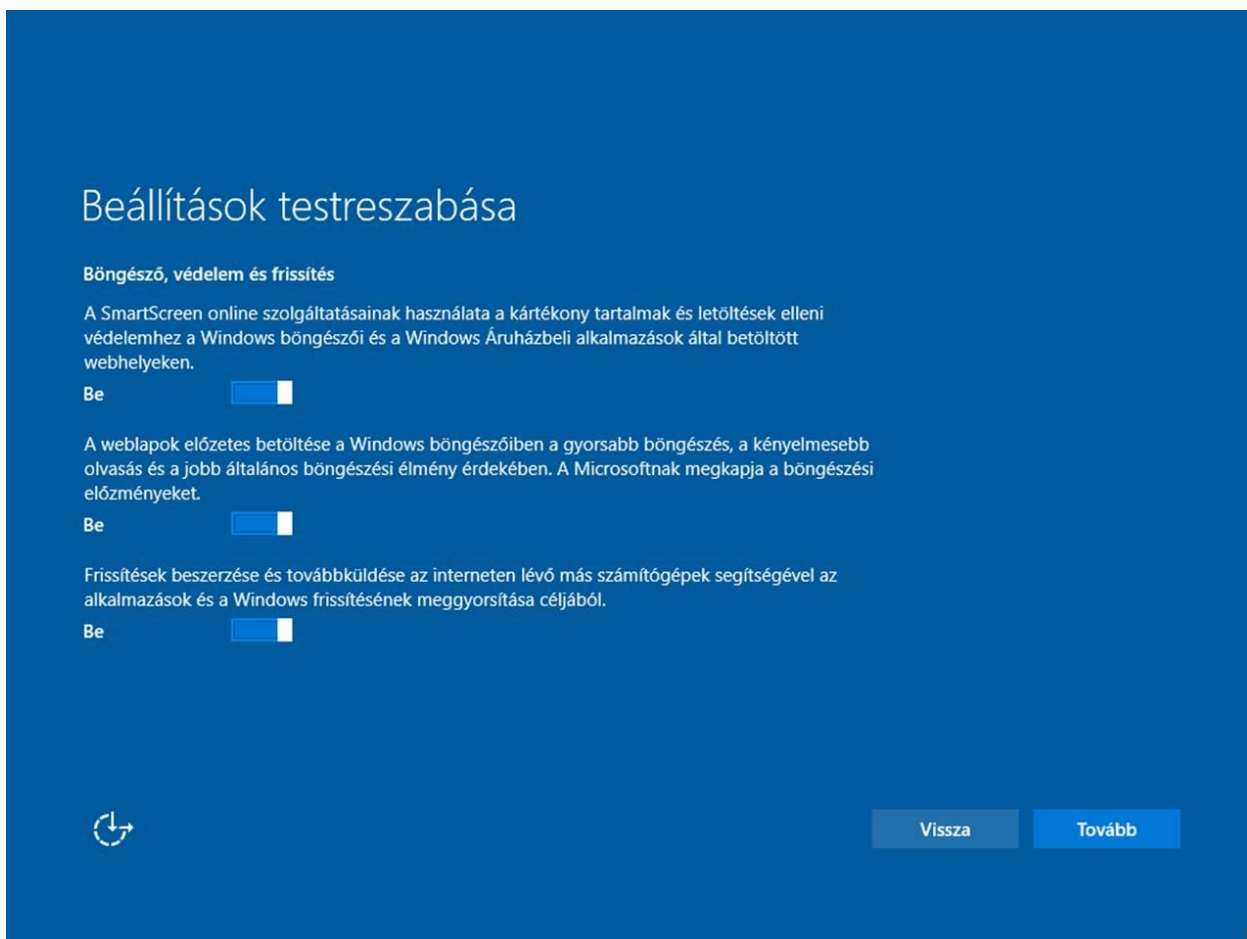 Beállítások testreszabása
Böngésző, védelem és frissítés
A SmartScreen online szolgáltatásainak használata a kártékony tartalmak és letöltések elleni
védelemhez a Windows böngészői és a Windows Áruházbeli alkalmazások által betöltött
webhelyeken.
Be
A weblapok előzetes betöltése a Windows böngészőiben a gyorsabb böngészés, a kényelmesebb
olvasás és a jobb általános böngészési élmény érdekében. A Microsoftnak megkapja a böngészési
előzményeket.
Be
Frissítések beszerzése és továbbküldése az interneten lévő más számítógépek segítségével az
alkalmazások és a Windows frissítésének meggyorsítása céljából.
Be
Vissza
Tovább